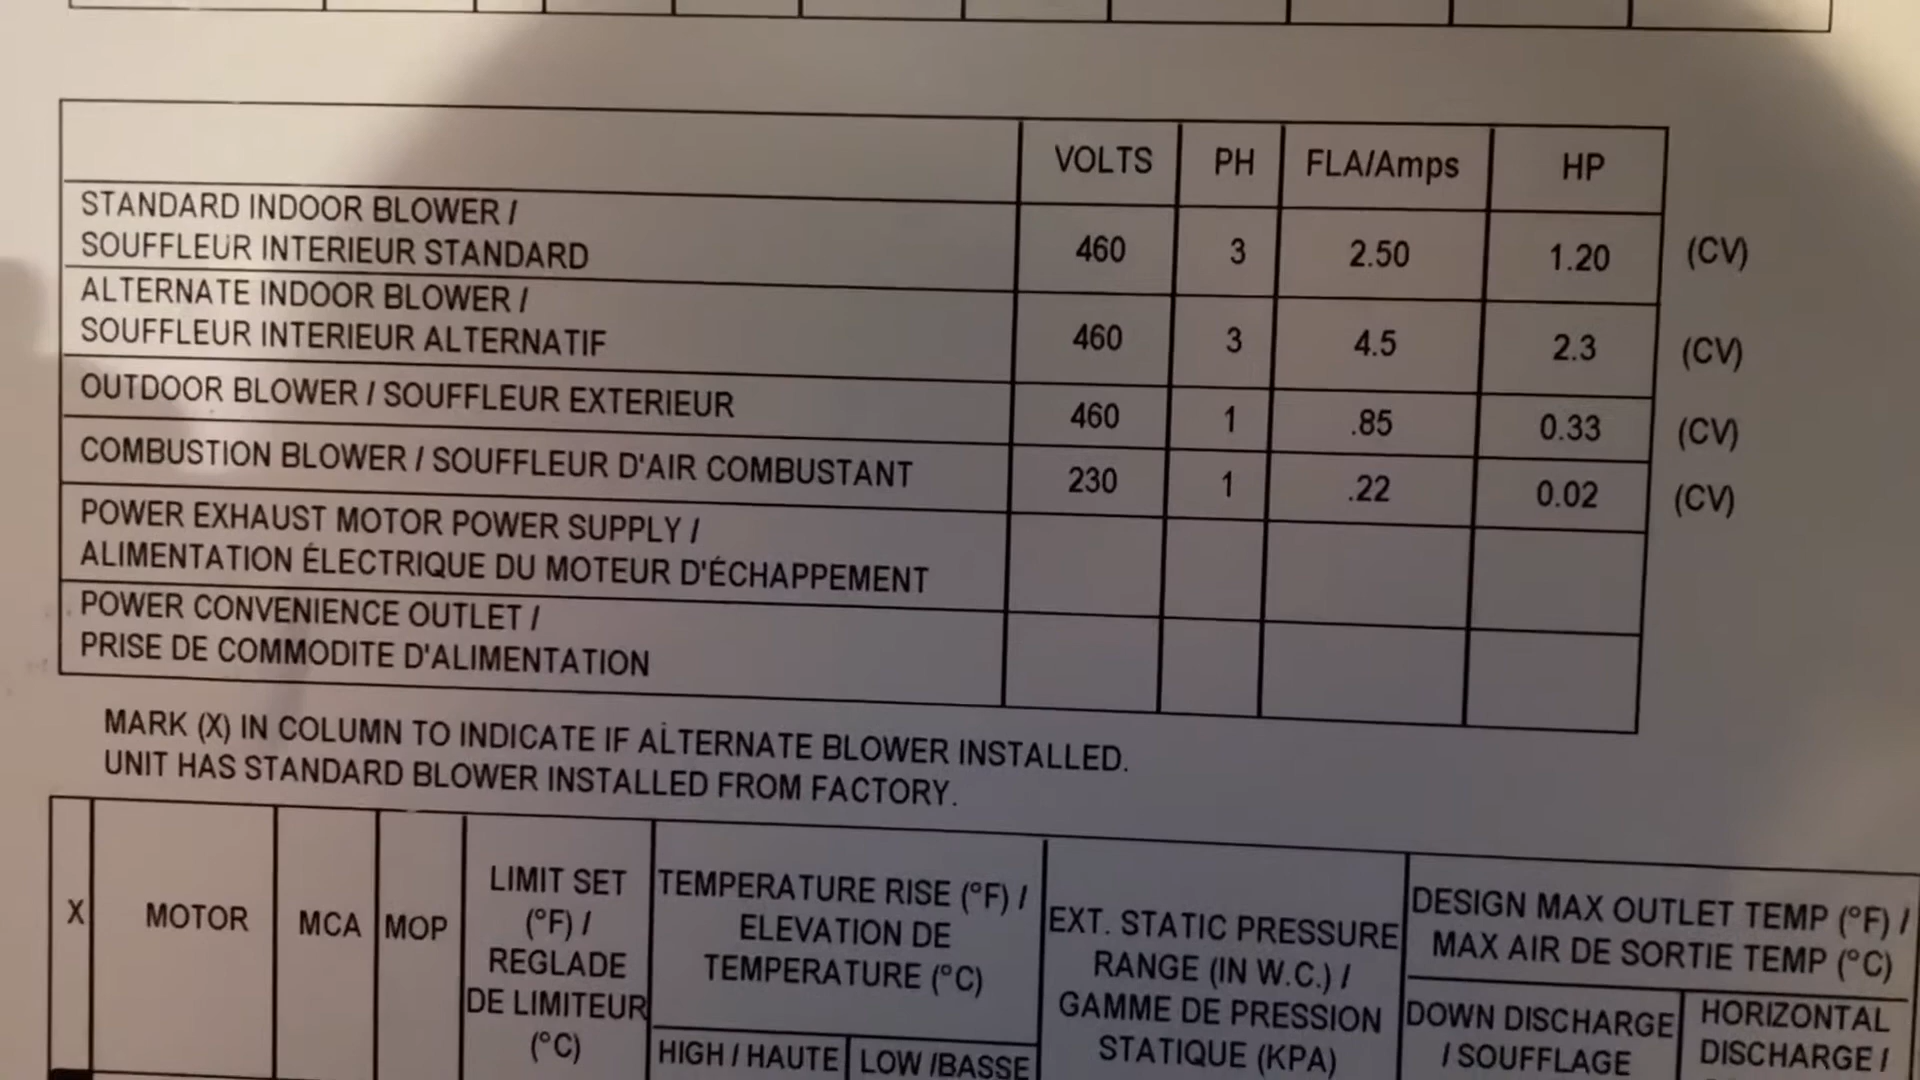 VOLTS PH FLA/Amps HP
STANDARD INDOOR BLOWER /
SOUFFLEUR INTERIEUR STANDARD 460 3 2.50 1.20 (CV)
ALTERNATE INDOOR BLOWER /
SOUFFLEUR INTERIEUR ALTERNATIF 460 3 4.5 2.3 (CV)
OUTDOOR BLOWER / SOUFFLEUR EXTERIEUR 460 1 .85 0.33 (CV)
COMBUSTION BLOWER / SOUFFLEUR D'AIR COMBUSTANT 230 1 .22 0.02 (CV)
POWER EXHAUST MOTOR POWER SUPPLY /
ALIMENTATION ÉLECTRIQUE DU MOTEUR D'ÉCHAPPEMENT
POWER CONVENIENCE OUTLET /
PRISE DE COMMODITE D'ALIMENTATION
MARK (X) IN COLUMN TO INDICATE IF ALTERNATE BLOWER INSTALLED.
UNIT HAS STANDARD BLOWER INSTALLED FROM FACTORY.
X MOTOR MCA MOP
LIMIT SET
(°F) /
REGLADE
DE LIMITEUR
(°C)
TEMPERATURE RISE (°F) /
ELEVATION DE
TEMPERATURE (°C)
HIGH / HAUTE LOW /BASSE
EXT. STATIC PRESSURE
RANGE (IN W.C.) /
GAMME DE PRESSION
STATIQUE (KPA)
DESIGN MAX OUTLET TEMP (°F) /
MAX AIR DE SORTIE TEMP (°C)
DOWN DISCHARGE
/ SOUFFLAGE
HORIZONTAL
DISCHARGE /